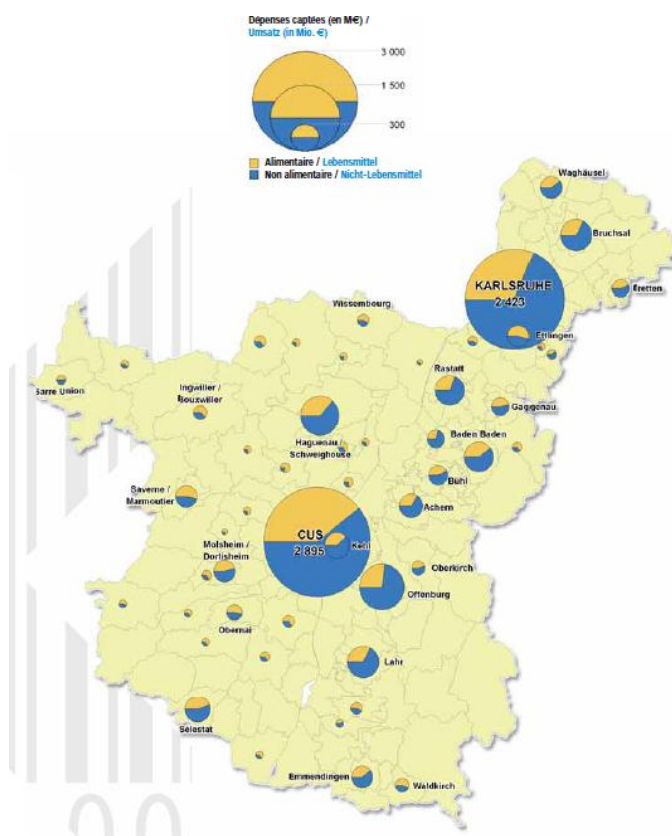 Dépenses captées (en M€) /
Umsatz (in Mio. €)
3 000
1 500
300
Alimentaire / Lebensmittel
Non alimentaire / Nicht-Lebensmittel
Waghäusel
Bruchsal
KARLSRUHE
2 423
Bretten
Wissembourg
Ettlingen
Sarre Union
Rastatt
Ingwiller /
Bouxwiller
Gaggenau
Haguenau /
Schweighouse
Baden Baden
Bühl
Saverne /
Marmoutier
Achern
CUS
2 895
Kehl
Molsheim /
Dorlisheim
Oberkirch
Offenburg
Obernai
Lahr
Selestat
Emmendingen
Waldkirch